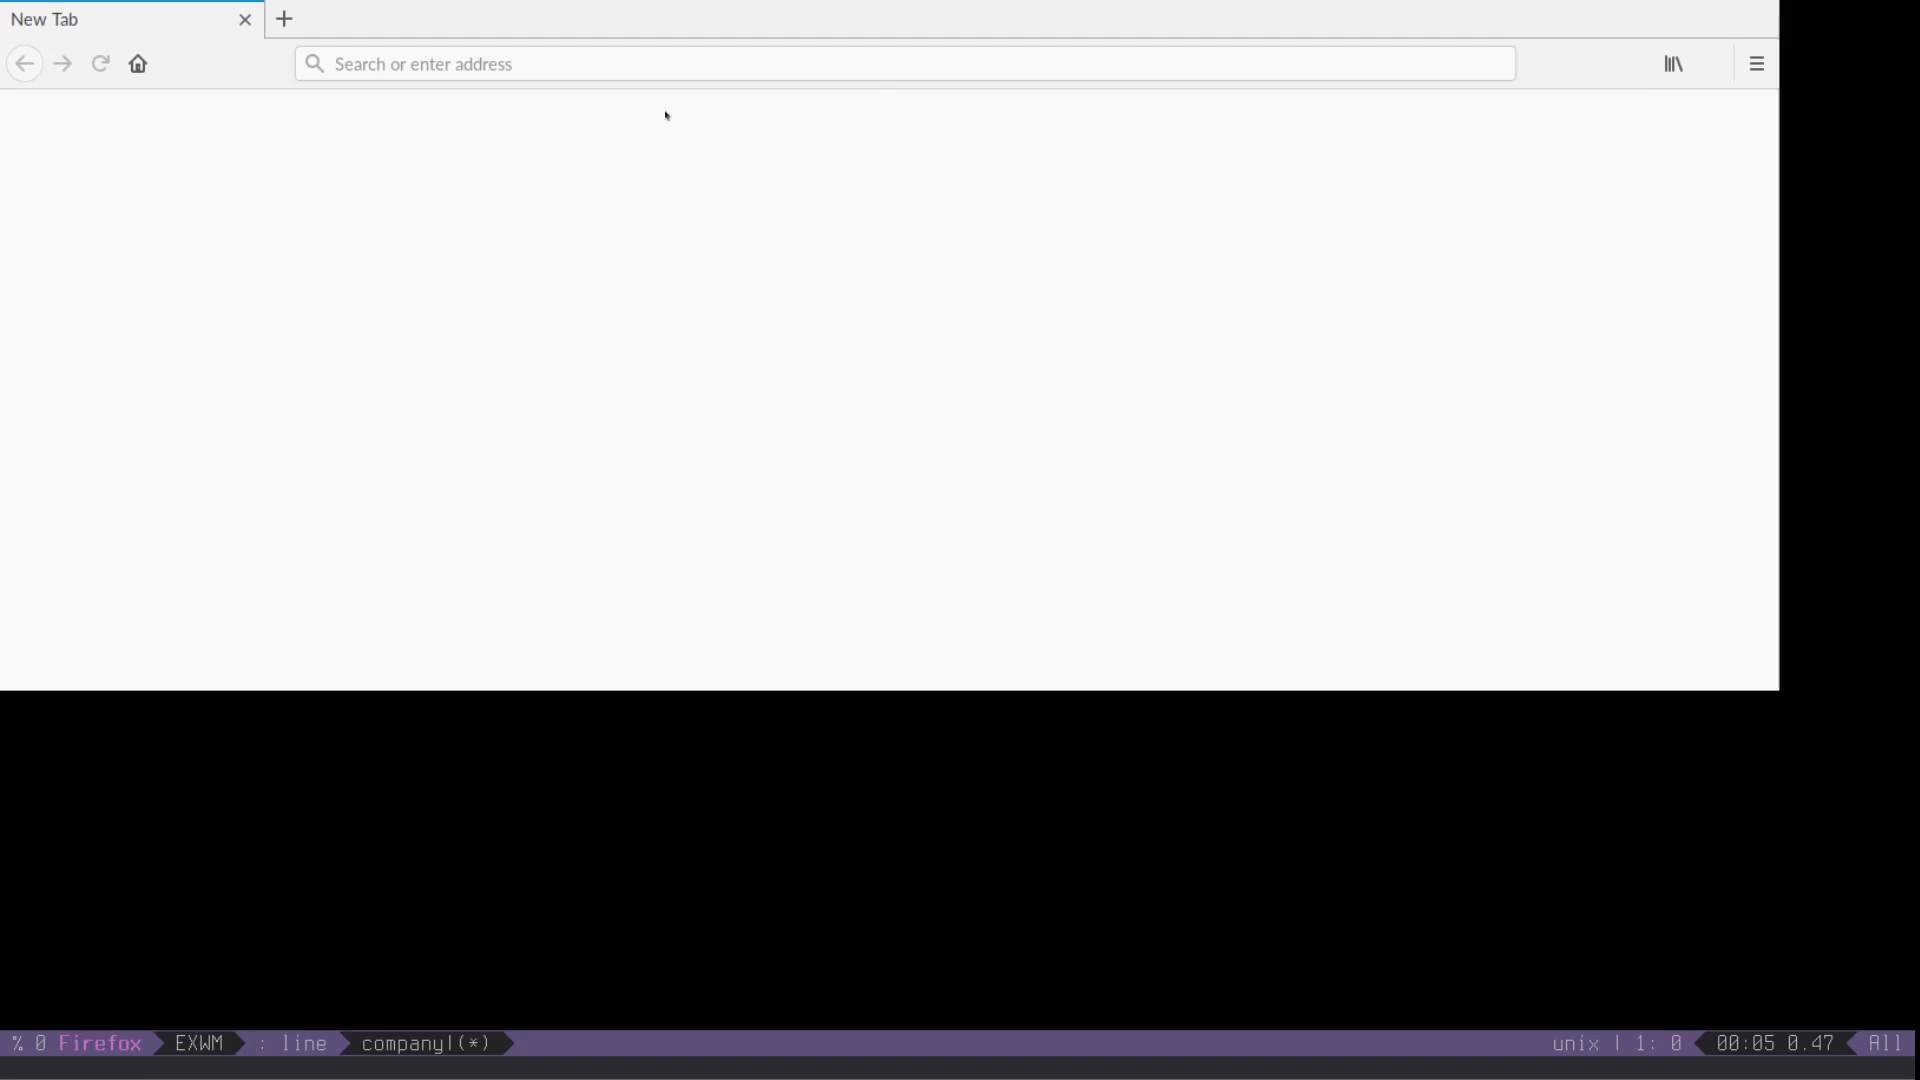 New Tab
Search or enter address
% 0 Firefox EXWM : line company|(*) unix | 1: 0 00:05 0.47 All